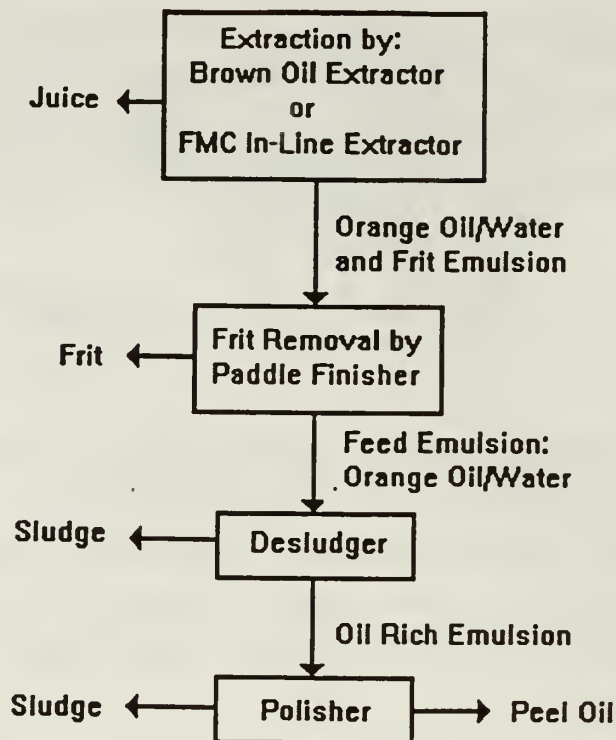 Extraction by:
Brown Oil Extractor
or
FMC In-Line Extractor
Juice
Orange Oil/Water
and Frit Emulsion
Frit Removal by
Paddle Finisher
Frit
Feed Emulsion:
Orange Oil/Water
Desludger
Sludge
Oil Rich Emulsion
Polisher
Sludge
Peel Oil